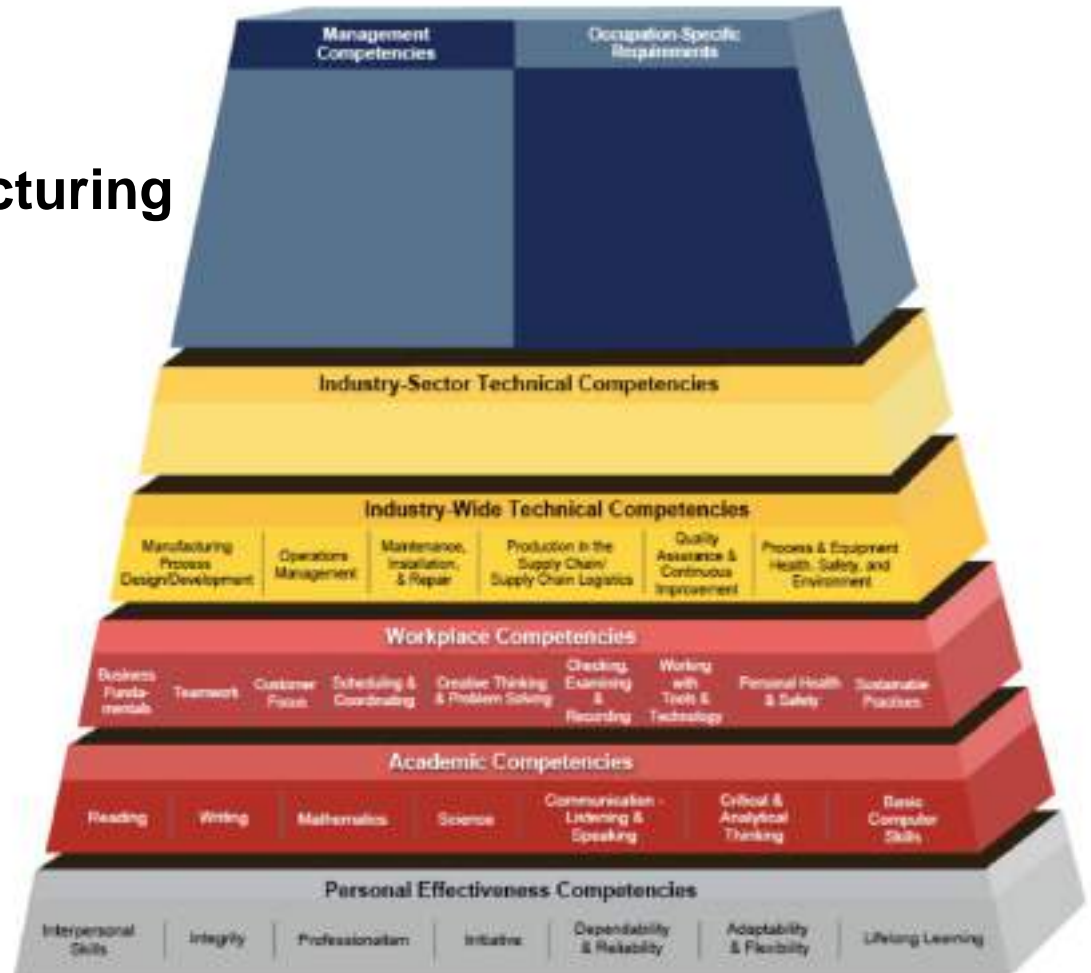 Management
Competencies
Occupation-Specific
Requirements
cturing
Industry-Sector Technical Competencies
Industry-Wide Technical Competencies
Manufacturing
Process
Design/Development
Operations
Management
Maintenance,
Installation,
& Repair
Production in the
Supply Chain/
Supply Chain Logistics
Quality
Assurance &
Continuous
Improvement
Process & Equipment
Health, Safety, and
Environment
Workplace Competencies
Business
Funda-
mentals
Teamwork
Customer
Focus
Scheduling &
Coordinating
Creative Thinking
& Problem Solving
Checking,
Examining
&
Recording
Working
with
Tools &
Technology
Personal Health
& Safety
Sustainable
Practices
Academic Competencies
Reading
Writing
Mathematics
Science
Communication -
Listening &
Speaking
Critical &
Analytical
Thinking
Basic
Computer
Skills
Personal Effectiveness Competencies
Interpersonal
Skills
Integrity
Professionalism
Initiative
Dependability
& Reliability
Adaptability
& Flexibility
Lifelong Learning